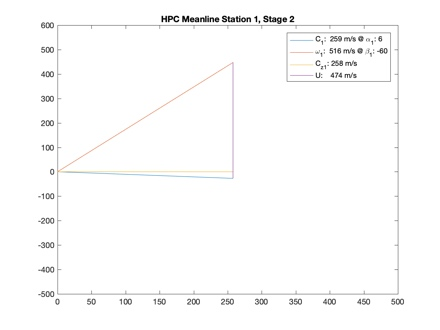 HPC Meanline Station 1, Stage 2
C1: 259 m/s @ α1: 6
ω1: 516 m/s @ β1: -60
Cz1: 258 m/s
U: 474 m/s
600
500
400
300
200
100
0
-100
-200
-300
-400
-500
0 50 100 150 200 250 300 350 400 450 500